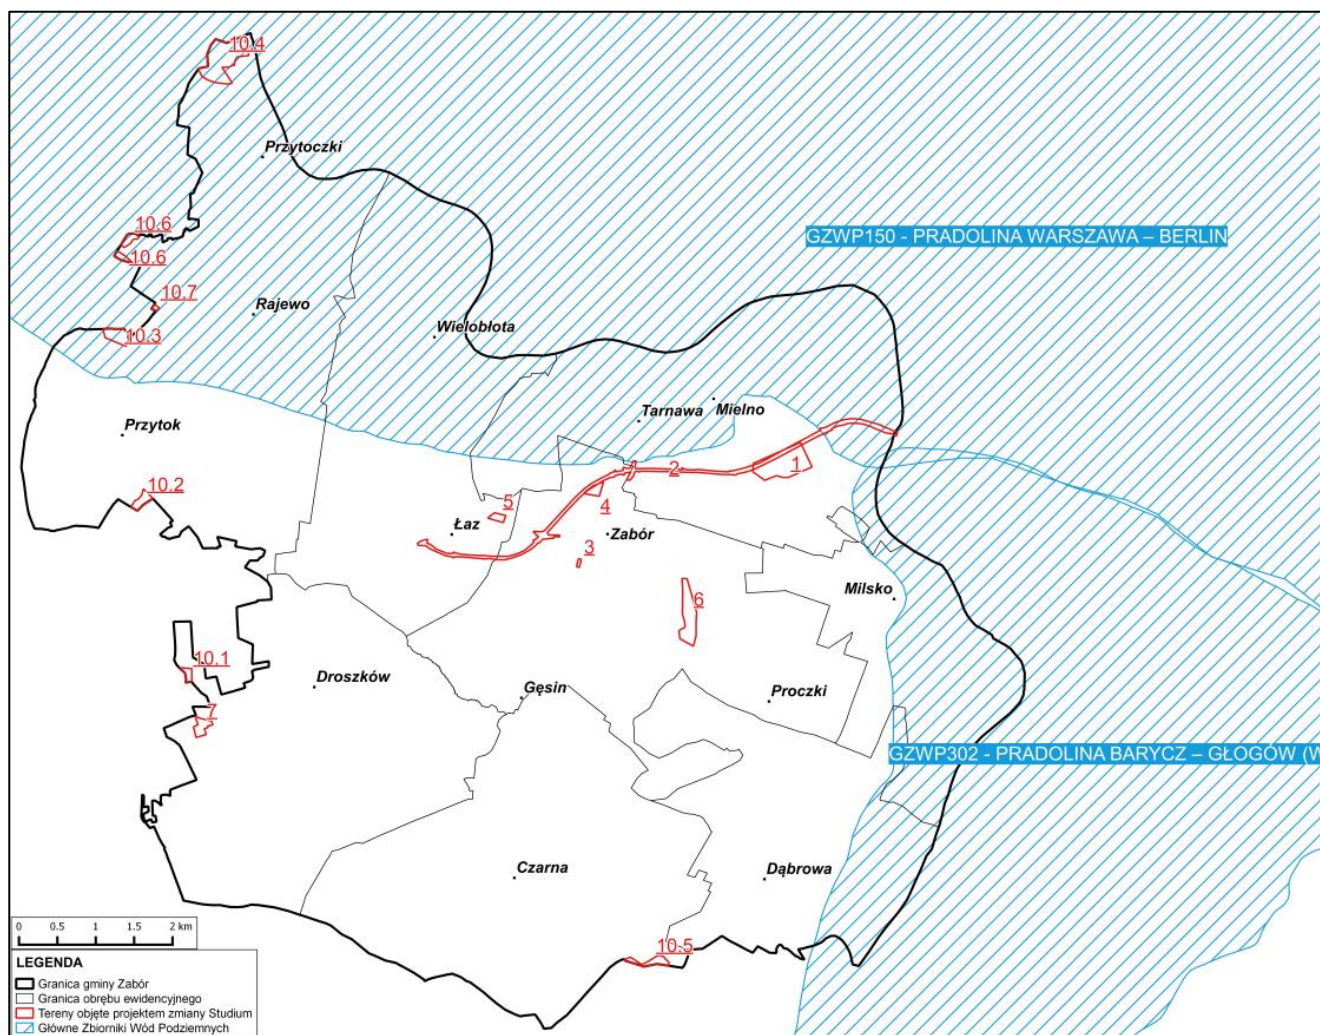 10.4
Przytoczki
10.6
GZWP150 - PRADOLINA WARSZAWA – BERLIN
10.6
10.7
Rajewo
10.3
Wielobłota
Tarnawa
Mielno
Przytok
1
2
10.2
5
4
Łaz
Zabór
3
Milsko
6
10.1
Droszków
Gęsin
Proczki
7
GZWP302 - PRADOLINA BARYCZ – GŁOGÓW (W
Czarna
Dąbrowa
10.5
0 0.5 1 1.5 2 km
LEGENDA
Granica gminy Zabór
Granica obrębu ewidencyjnego
Tereny objęte projektem zmiany Studium
Główne Zbiorniki Wód Podziemnych